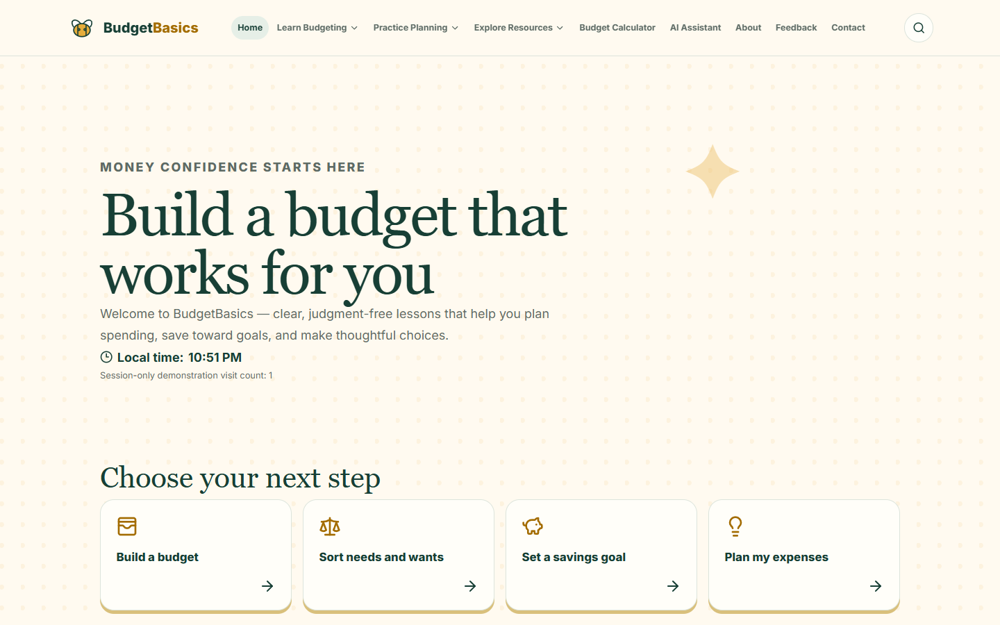 BudgetBasics
Home
Learn Budgeting
Practice Planning
Explore Resources
Budget Calculator
AI Assistant
About
Feedback
Contact
MONEY CONFIDENCE STARTS HERE
Build a budget that
works for you
Welcome to BudgetBasics — clear, judgment-free lessons that help you plan
spending, save toward goals, and make thoughtful choices.
Local time: 10:51 PM
Session-only demonstration visit count: 1
Choose your next step
Build a budget
Sort needs and wants
Set a savings goal
Plan my expenses